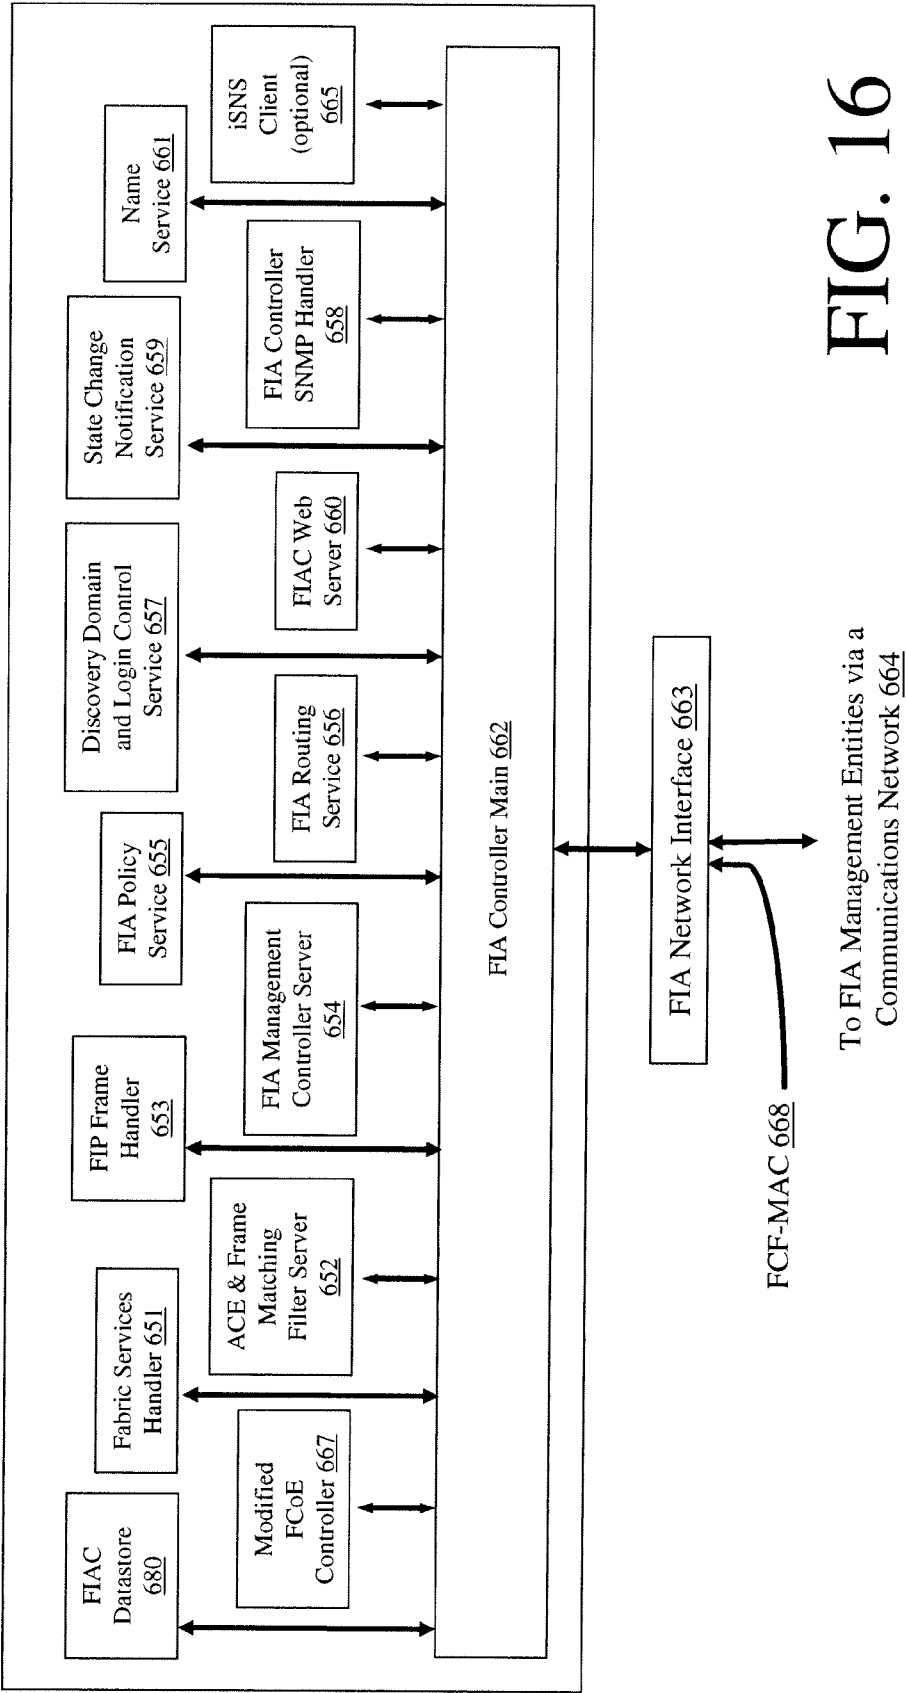 FIAC
Datastore
680
Fabric Services
Handler 651
FIP Frame
Handler
653
FIA Policy
Service 655
Discovery Domain
and Login Control
Service 657
State Change
Notification
Service 659
Name
Service 661
Modified
FCoE
Controller 667
ACE & Frame
Matching
Filter Server
652
FIA Management
Controller Server
654
FIA Routing
Service 656
FIAC Web
Server 660
FIA Controller
SNMP Handler
658
iSNS
Client
(optional)
665
FIA Controller Main 662
FIA Network Interface 663
FCF-MAC 668
To FIA Management Entities via a
Communications Network 664
FIG. 16